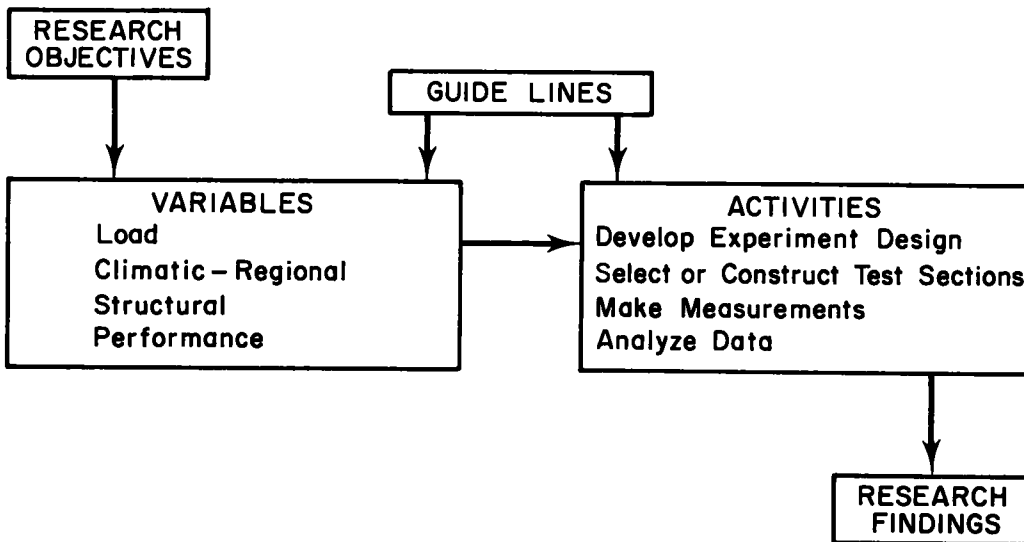 RESEARCH
OBJECTIVES
GUIDE LINES
VARIABLES
Load
Climatic – Regional
Structural
Performance
ACTIVITIES
Develop Experiment Design
Select or Construct Test Sections
Make Measurements
Analyze Data
RESEARCH
FINDINGS